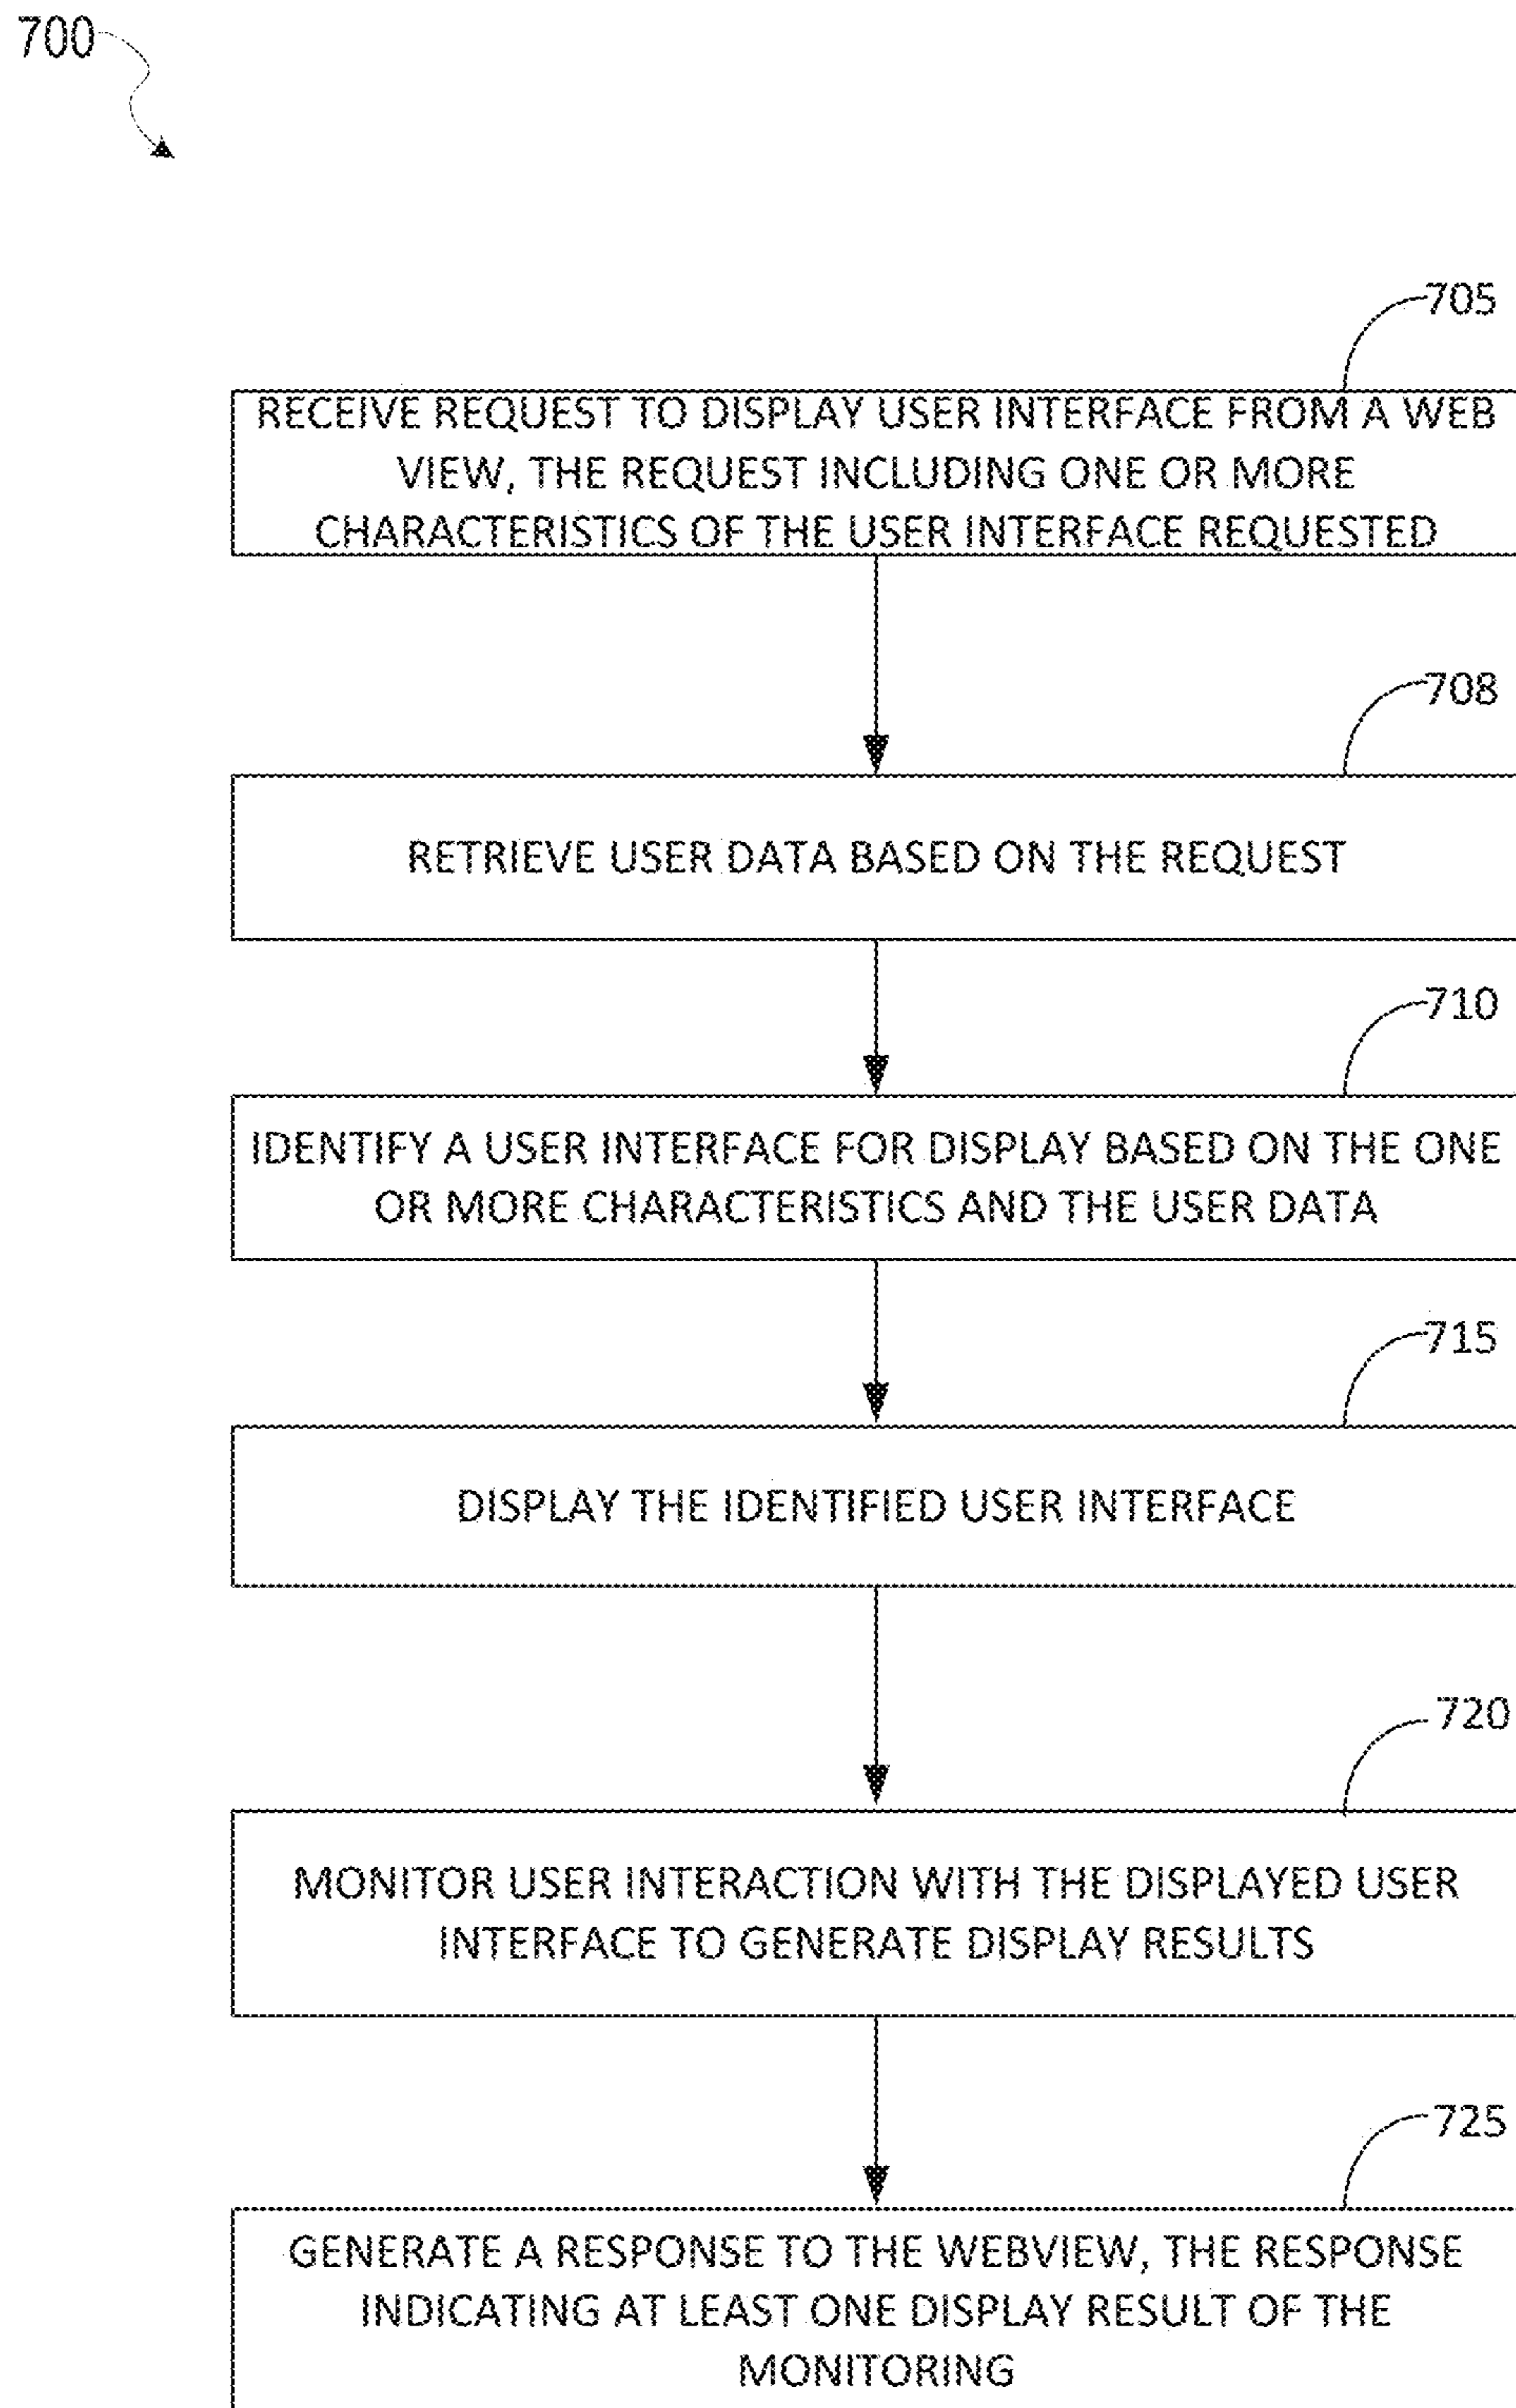 700
705
RECEIVE REQUEST TO DISPLAY USER INTERFACE FROM A WEB
VIEW, THE REQUEST INCLUDING ONE OR MORE
CHARACTERISTICS OF THE USER INTERFACE REQUESTED
708
RETRIEVE USER DATA BASED ON THE REQUEST
710
IDENTIFY A USER INTERFACE FOR DISPLAY BASED ON THE ONE
OR MORE CHARACTERISTICS AND THE USER DATA
715
DISPLAY THE IDENTIFIED USER INTERFACE
720
MONITOR USER INTERACTION WITH THE DISPLAYED USER
INTERFACE TO GENERATE DISPLAY RESULTS
725
GENERATE A RESPONSE TO THE WEBVIEW, THE RESPONSE
INDICATING AT LEAST ONE DISPLAY RESULT OF THE
MONITORING